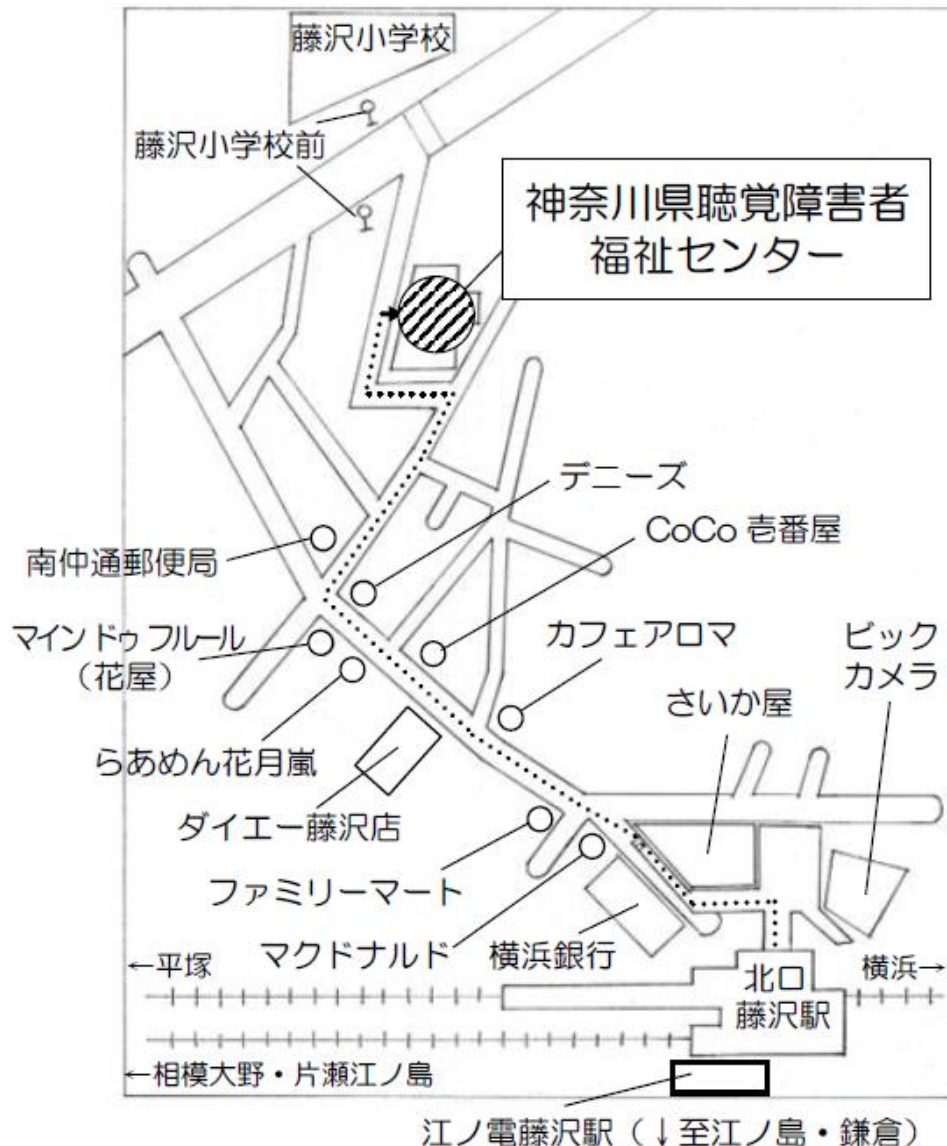 藤沢小学校
藤沢小学校前
神奈川県聴覚障害者
福祉センター
デニーズ
CoCo 壱番屋
南仲通郵便局
マインドゥ フルール
（花屋）
カフェアロマ
ビック
カメラ
さいか屋
らあめん花月嵐
ダイエー藤沢店
ファミリーマート
マクドナルド
横浜銀行
←平塚
横浜→
北口
藤沢駅
←相模大野・片瀬江ノ島
江ノ電藤沢駅（↓至江ノ島・鎌倉）